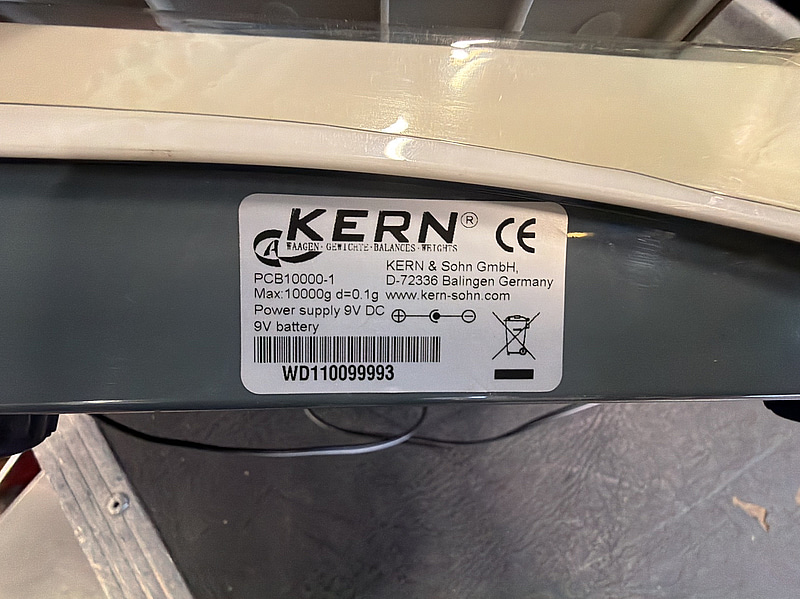 KERN®
WAAGEN·GEWICHTE·BALANCES·WEIGHTS
CE
KERN & Sohn GmbH,
D-72336 Balingen Germany
www.kern-sohn.com
PCB10000-1
Max:10000g d=0.1g
Power supply 9V DC
9V battery
WD110099993